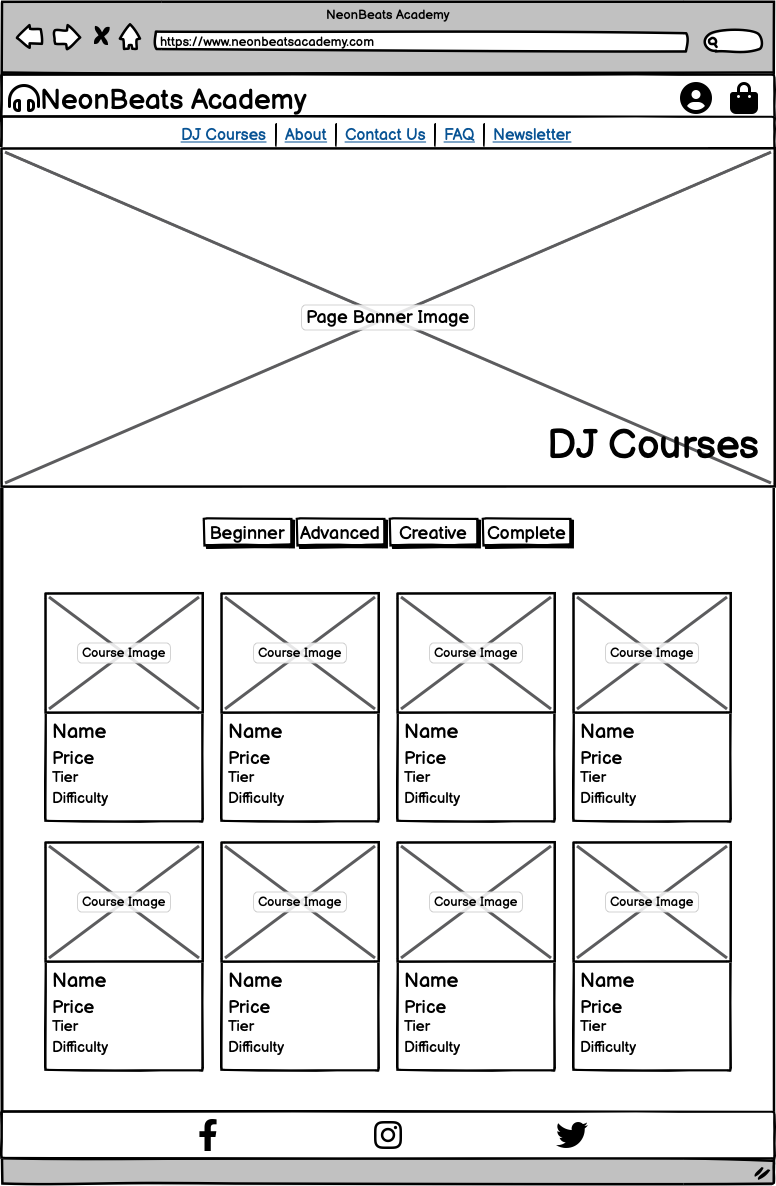 NeonBeats Academy
https://www.neonbeatsacademy.com
NeonBeats Academy
DJ Courses About Contact Us FAQ Newsletter
Page Banner Image
DJ Courses
Beginner Advanced Creative Complete
Course Image Course Image Course Image Course Image
Name Name Name Name
Price Price Price Price
Tier Tier Tier Tier
Difficulty Difficulty Difficulty Difficulty
Course Image Course Image Course Image Course Image
Name Name Name Name
Price Price Price Price
Tier Tier Tier Tier
Difficulty Difficulty Difficulty Difficulty